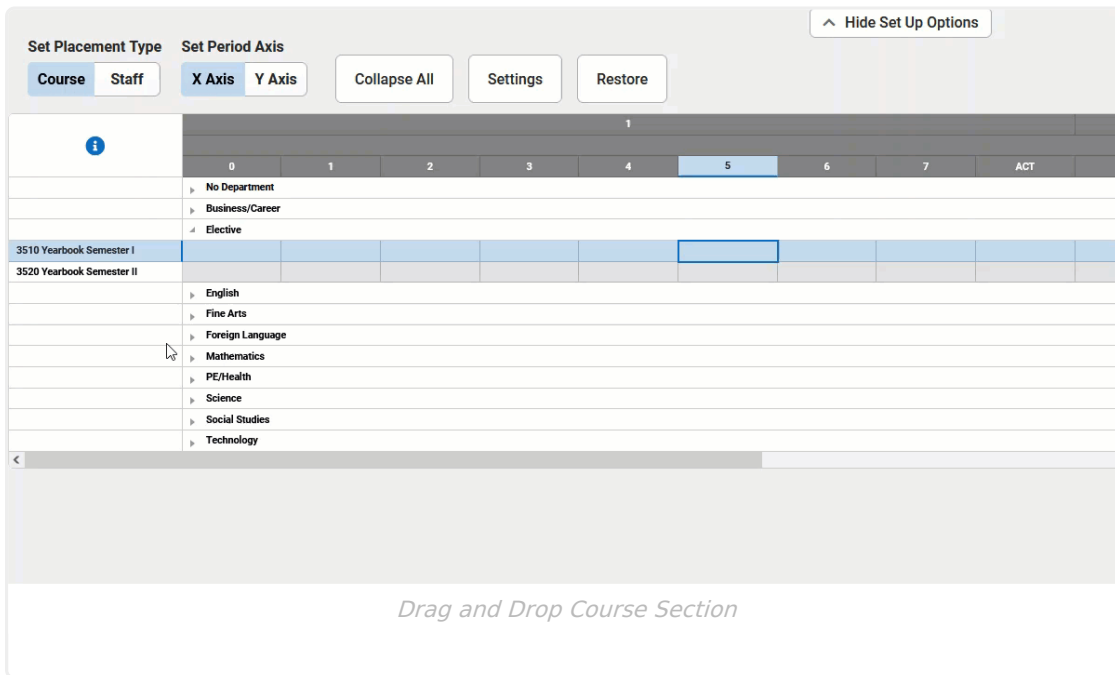 Hide Set Up Options
Set Placement Type Set Period Axis
Course Staff X Axis Y Axis Collapse All Settings Restore
1
0 1 2 3 4 5 6 7 ACT
No Department
Business/Career
Elective
3510 Yearbook Semester I
3520 Yearbook Semester II
English
Fine Arts
Foreign Language
Mathematics
PE/Health
Science
Social Studies
Technology
Drag and Drop Course Section